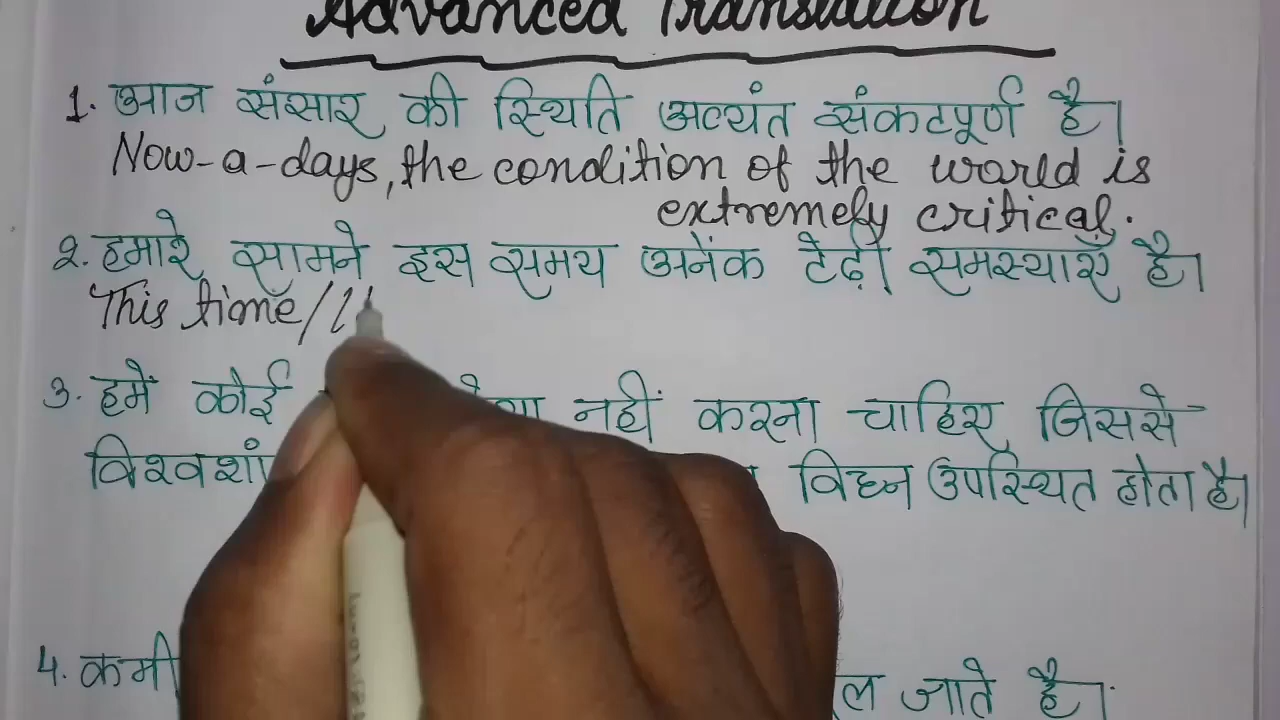 Advanced Translation
1. आज संसार की स्थिति अत्यंत संकटपूर्ण है।
Now-a-days, the condition of the world is
extremely critical.
2. हमारे सामने इस समय अनेक टेढ़ी समस्याएँ है।
This time/
3. हमें कोई नहीं करना चाहिए जिससे
विश्वशां विघ्न उपस्थित होता है।
4. कमी जाते है।